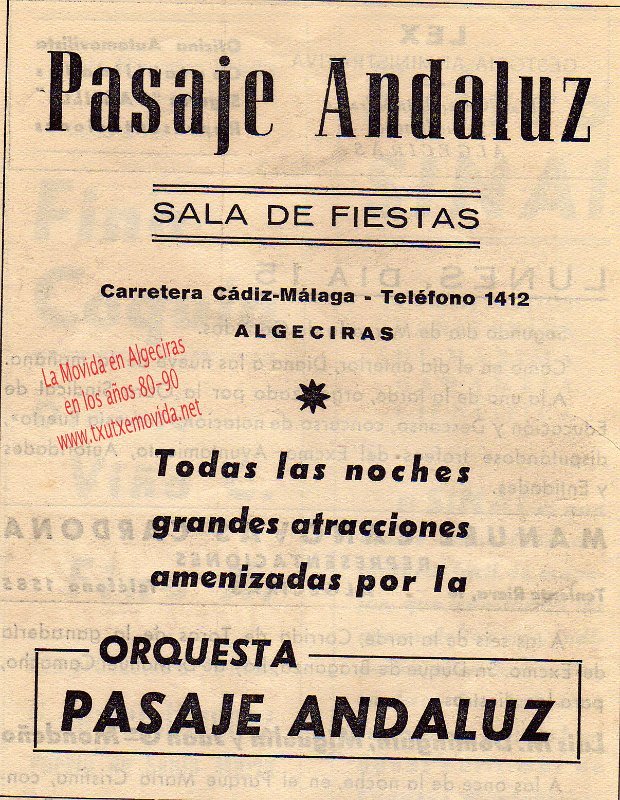 Pasaje Andaluz
SALA DE FIESTAS
Carretera Cádiz-Málaga - Teléfono 1412
ALGECIRAS
La Movida en Algeciras
en los años 80-90
www.txutxemovida.net
Todas las noches
grandes atracciones
amenizadas por la
ORQUESTA
PASAJE ANDALUZ